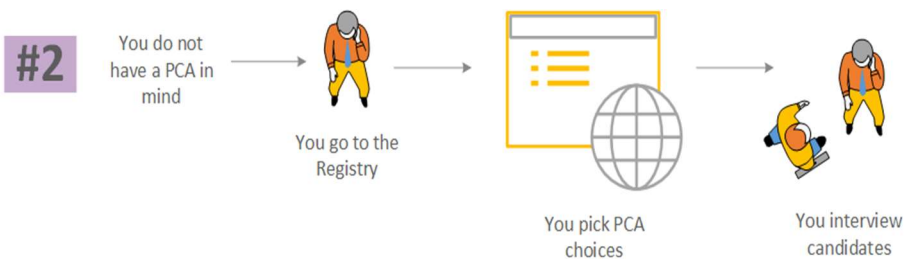 #2
You do not
have a PCA in
mind
You go to the
Registry
You pick PCA
choices
You interview
candidates